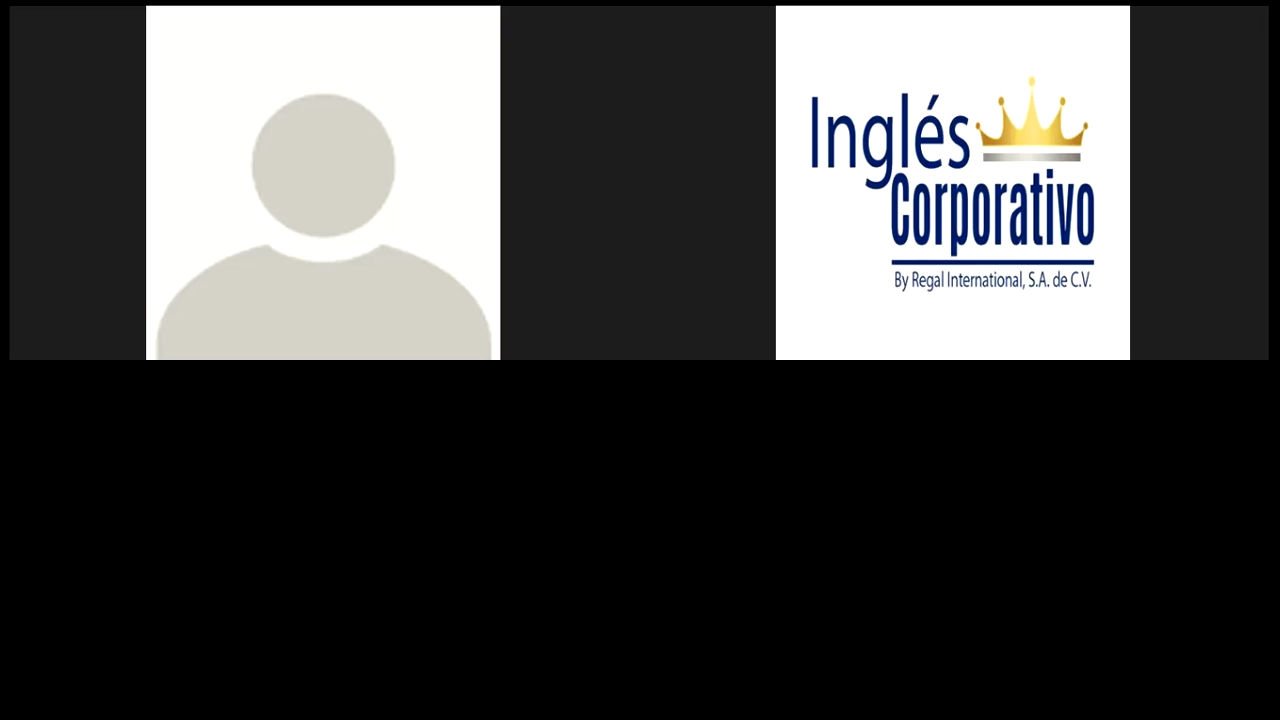 Inglés
Corporativo
By Regal International, S.A. de C.V.